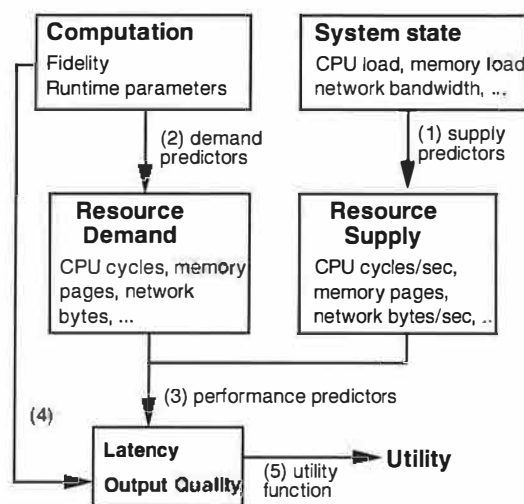 Computation
Fidelity
Runtime parameters
System state
CPU load, memory load
network bandwidth, ...
(2) demand
predictors
(1) supply
predictors
Resource
Demand
CPU cycles, memory
pages, network
bytes, ...
Resource
Supply
CPU cycles/sec,
memory pages,
network bytes/sec, ..
(3) performance predictors
(4)
Latency
Output Quality
(5) utility
function
Utility